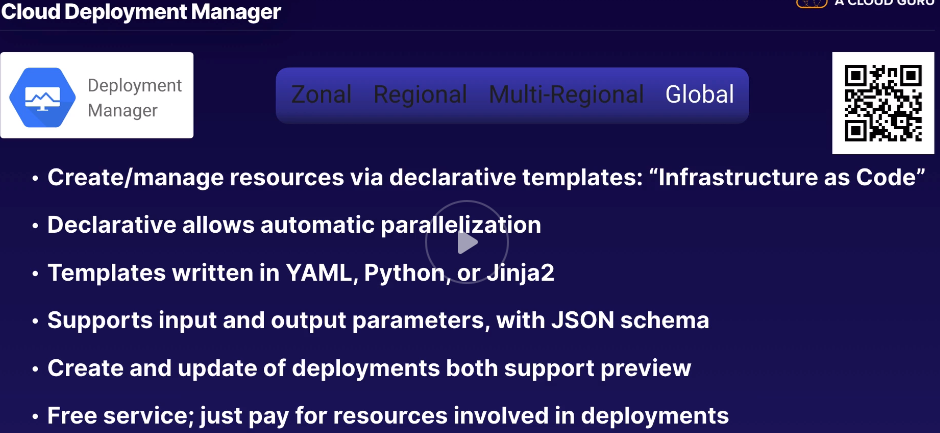 Cloud Deployment Manager
A CLOUD GURU
Deployment
Manager
Zonal Regional Multi-Regional Global
• Create/manage resources via declarative templates: “Infrastructure as Code”
• Declarative allows automatic parallelization
• Templates written in YAML, Python, or Jinja2
• Supports input and output parameters, with JSON schema
• Create and update of deployments both support preview
• Free service; just pay for resources involved in deployments